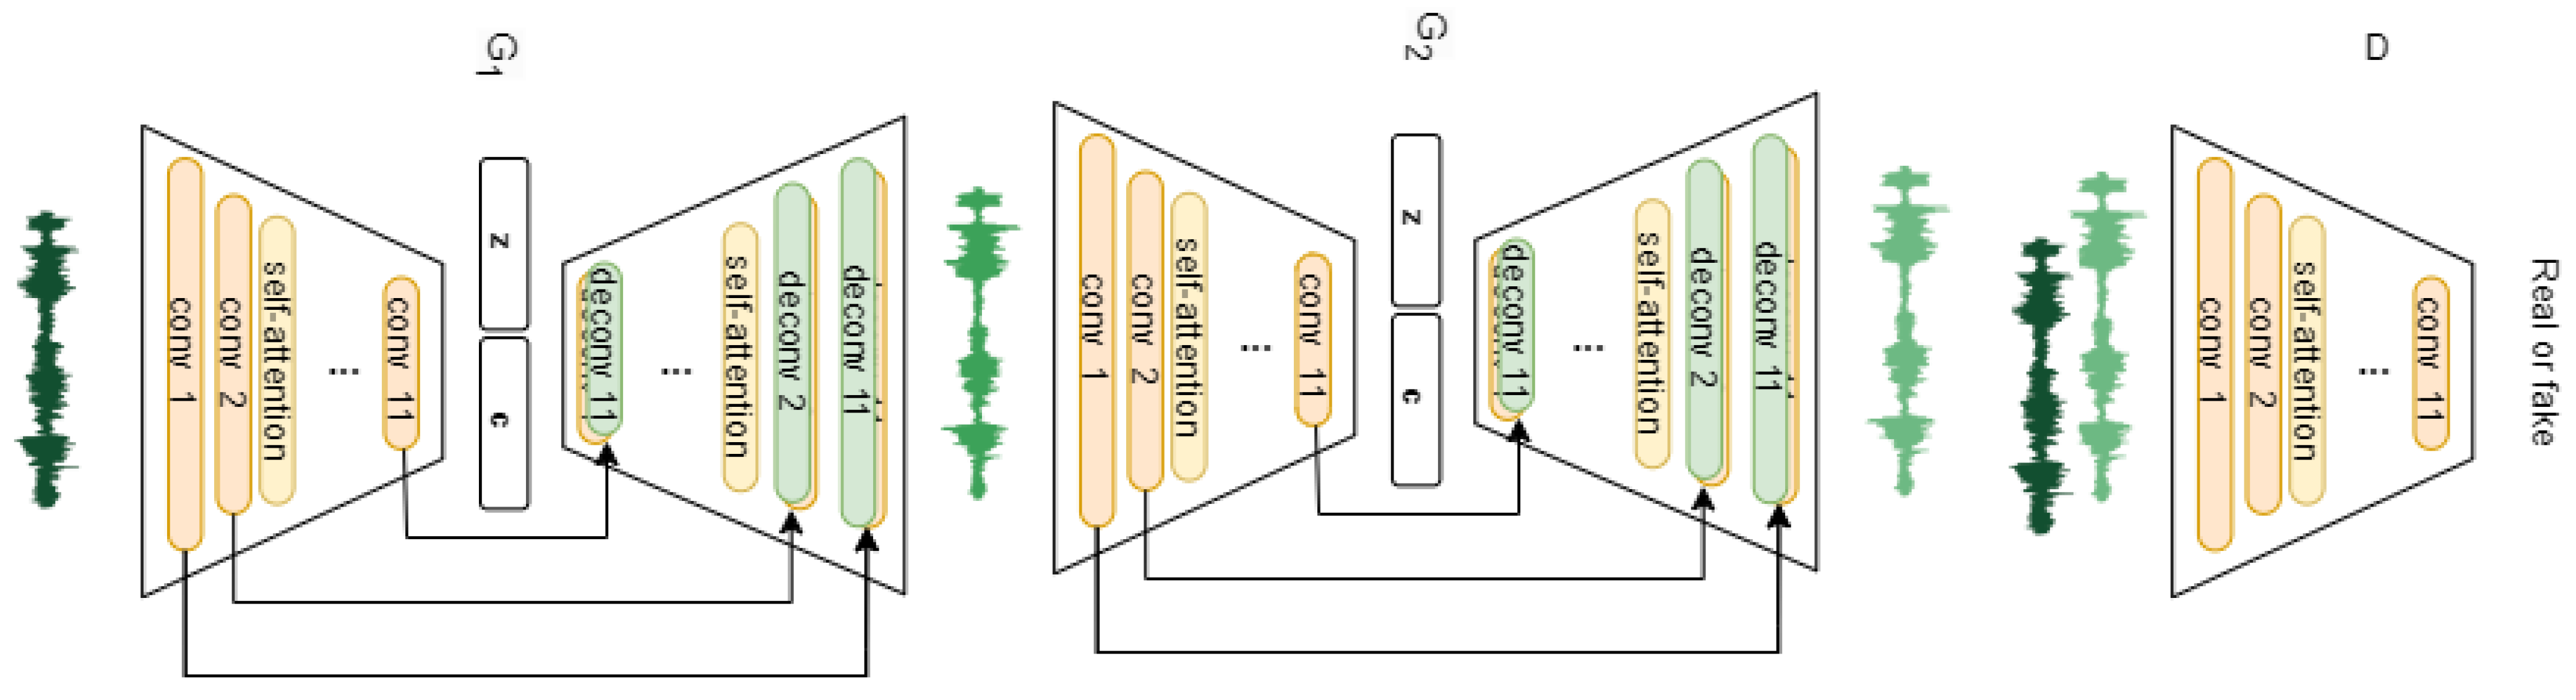 G1
G2
D
conv 1
conv 2
self-attention
...
conv 11
z
c
deconv 11
...
self-attention
deconv 2
deconv 11
conv 1
conv 2
self-attention
...
conv 11
z
c
deconv 11
...
self-attention
deconv 2
deconv 11
conv 1
conv 2
self-attention
...
conv 11
Real or fake